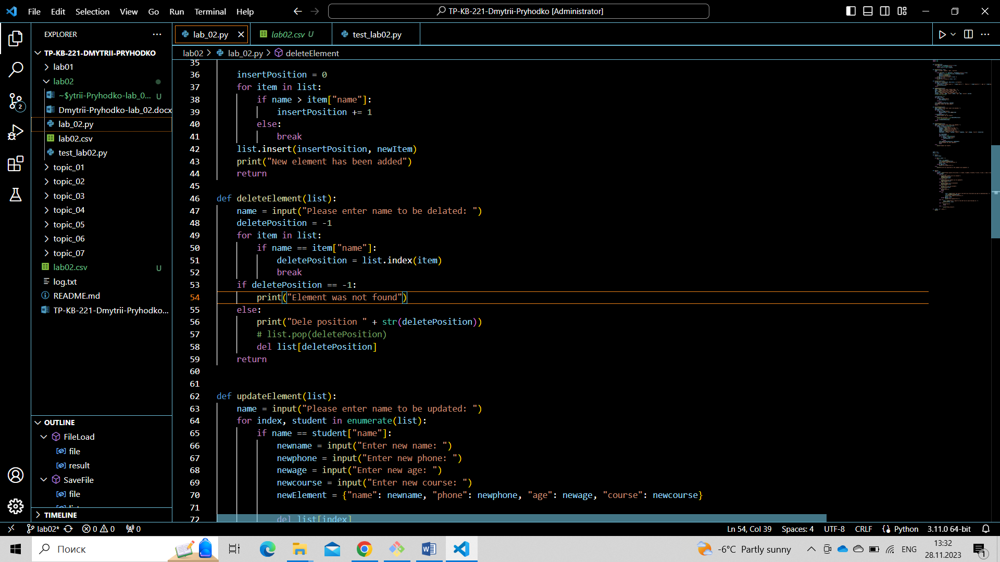 File Edit Selection View Go Run Terminal Help
TP-KB-221-Dmytrii-Pryhodko [Administrator]
EXPLORER
lab_02.py
lab02.csv U
test_lab02.py
TP-KB-221-DMYTRII-PRYHODKO
lab01
lab02
~$ytrii-Pryhodko-lab_0... U
Dmytrii-Pryhodko-lab_02.docx
lab_02.py
lab02.csv
test_lab02.py
topic_01
topic_02
topic_03
topic_04
topic_05
topic_06
topic_07
lab02.csv U
log.txt
README.md
TP-KB-221-Dmytrii-Pryhodko...
OUTLINE
FileLoad
file
result
SaveFile
file
TIMELINE
2
lab02 > lab_02.py > deleteElement
35
36 insertPosition = 0
37 for item in list:
38 if name > item["name"]:
39 insertPosition += 1
40 else:
41 break
42 list.insert(insertPosition, newItem)
43 print("New element has been added")
44 return
45
46 def deleteElement(list):
47 name = input("Please enter name to be delated: ")
48 deletePosition = -1
49 for item in list:
50 if name == item["name"]:
51 deletePosition = list.index(item)
52 break
53 if deletePosition == -1:
54 print("Element was not found")
55 else:
56 print("Dele position " + str(deletePosition))
57 # list.pop(deletePosition)
58 del list[deletePosition]
59 return
60
61
62 def updateElement(list):
63 name = input("Please enter name to be updated: ")
64 for index, student in enumerate(list):
65 if name == student["name"]:
66 newname = input("Enter new name: ")
67 newphone = input("Enter new phone: ")
68 newage = input("Enter new age: ")
69 newcourse = input("Enter new course: ")
70 newElement = {"name": newname, "phone": newphone, "age": newage, "course": newcourse}
71
72 del list[index]
lab02* 0 0 0
Ln 54, Col 39 Spaces: 4 UTF-8 CRLF Python 3.11.0 64-bit
Поиск
-6°C Partly sunny
ENG
13:32
28.11.2023
1